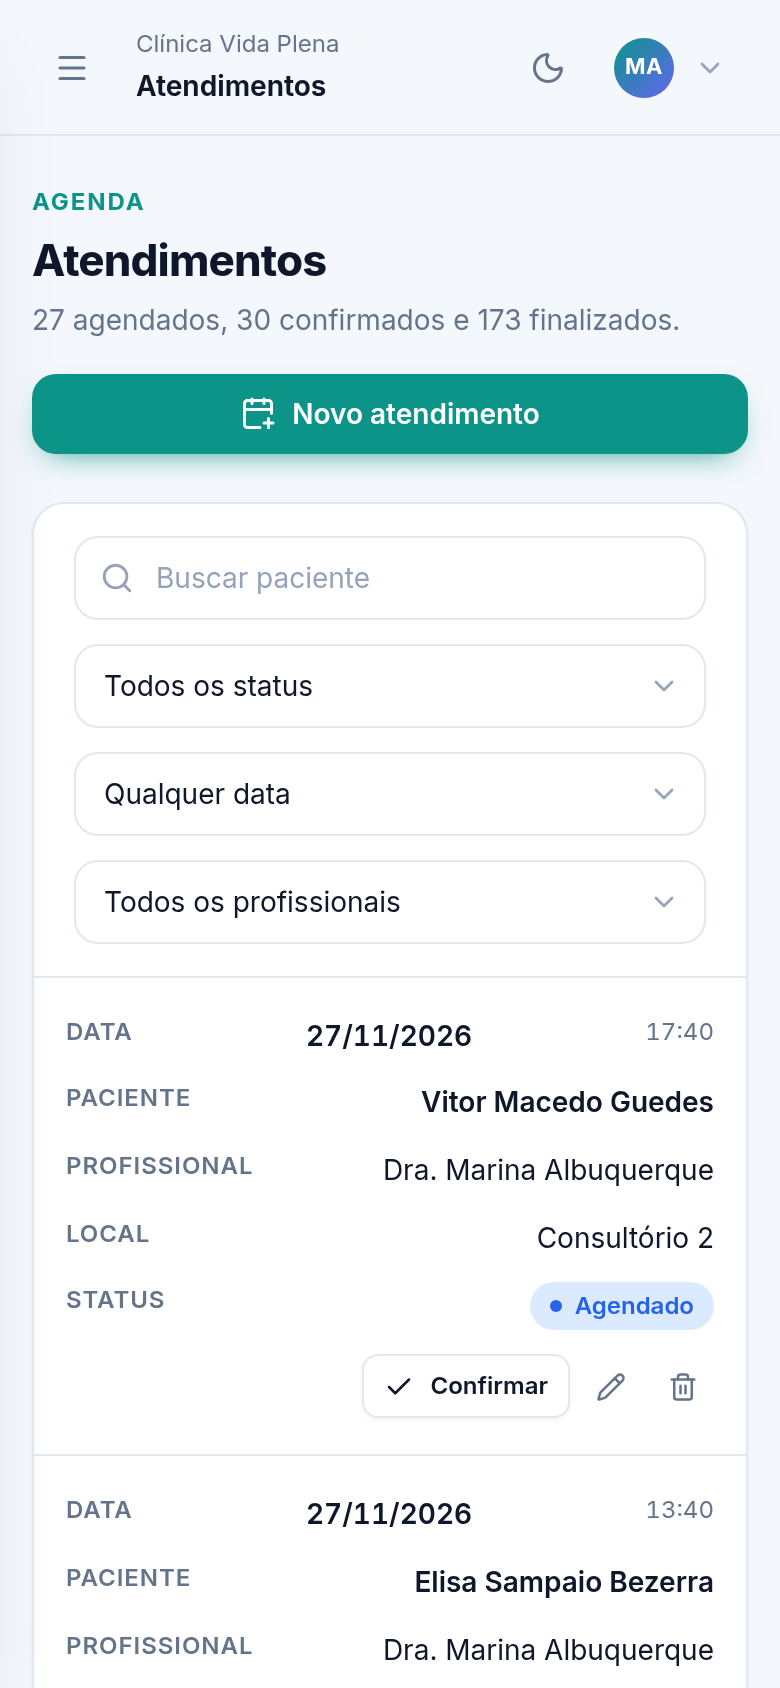 Clínica Vida Plena
Atendimentos
MA
AGENDA
Atendimentos
27 agendados, 30 confirmados e 173 finalizados.
Novo atendimento
Buscar paciente
Todos os status
Qualquer data
Todos os profissionais
DATA 27/11/2026 17:40
PACIENTE Vitor Macedo Guedes
PROFISSIONAL Dra. Marina Albuquerque
LOCAL Consultório 2
STATUS Agendado
Confirmar
DATA 27/11/2026 13:40
PACIENTE Elisa Sampaio Bezerra
PROFISSIONAL Dra. Marina Albuquerque